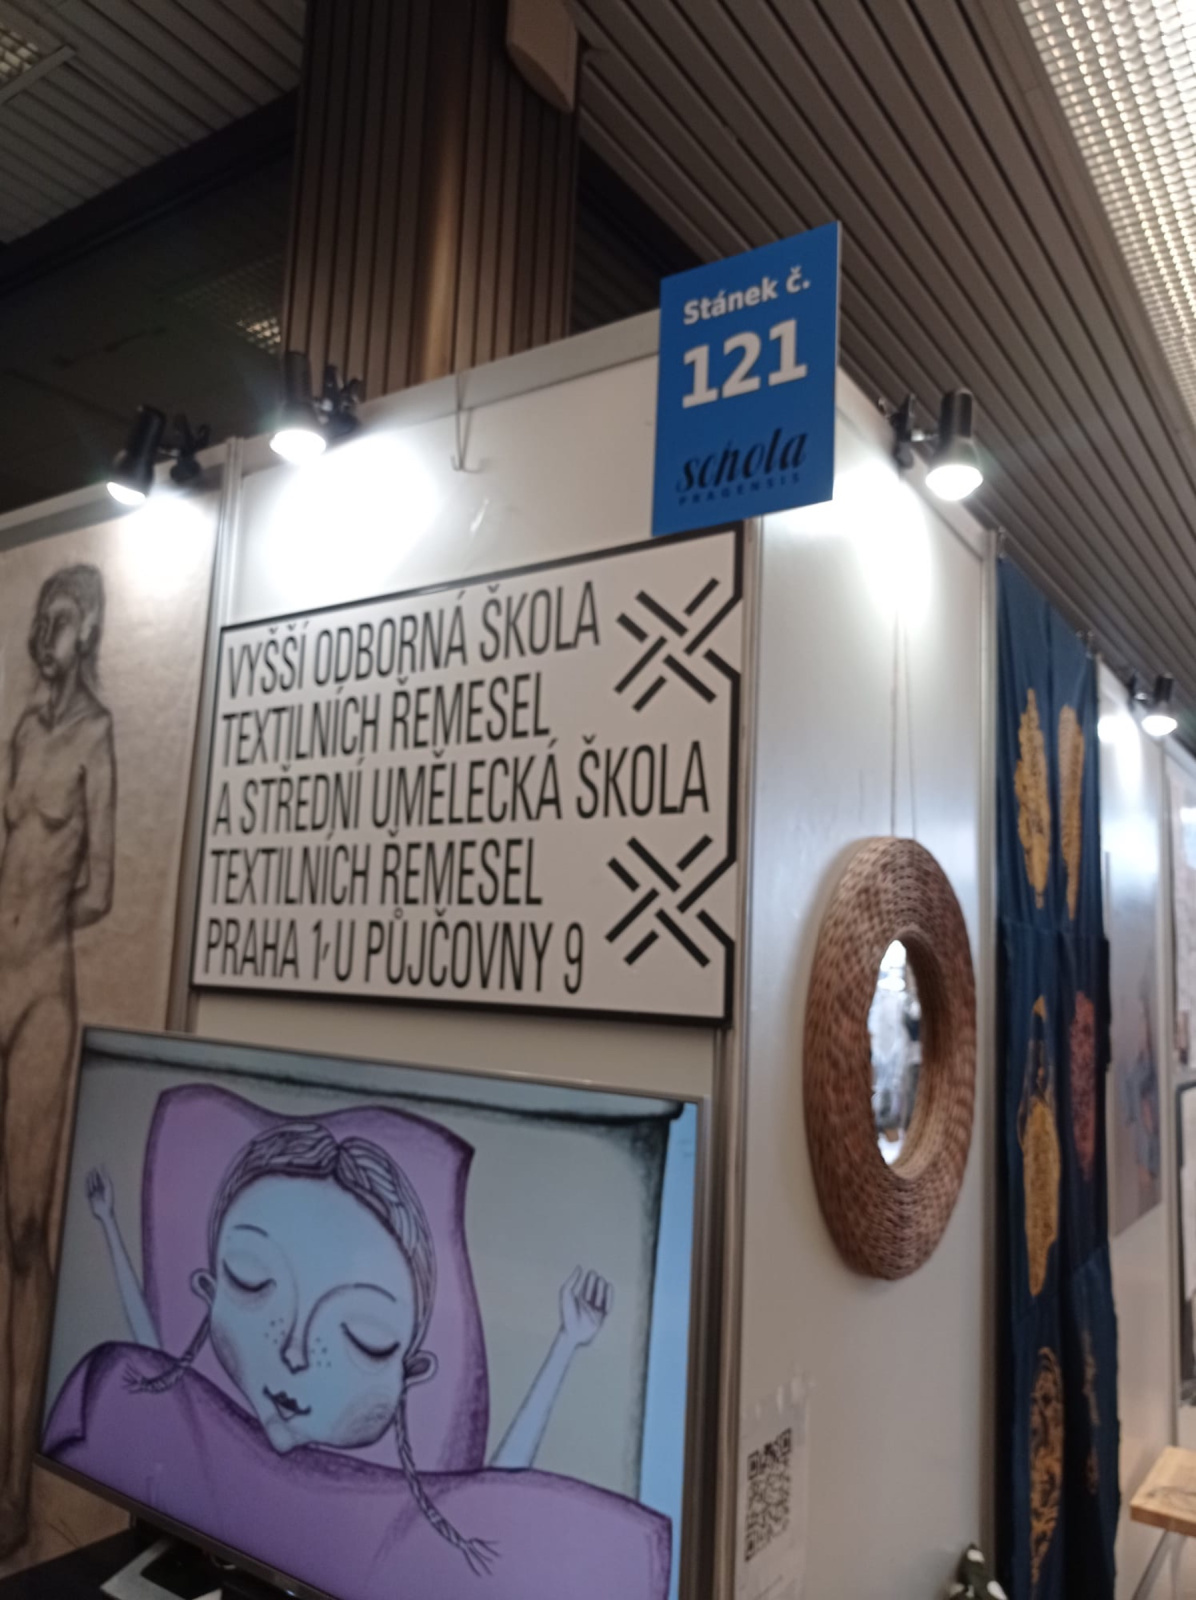 Stánek č.
121
schola
PRAGENSIS
VYŠŠÍ ODBORNÁ ŠKOLA
TEXTILNÍCH ŘEMESEL
A STŘEDNÍ UMĚLECKÁ ŠKOLA
TEXTILNÍCH ŘEMESEL
PRAHA 1, U PŮJČOVNY 9